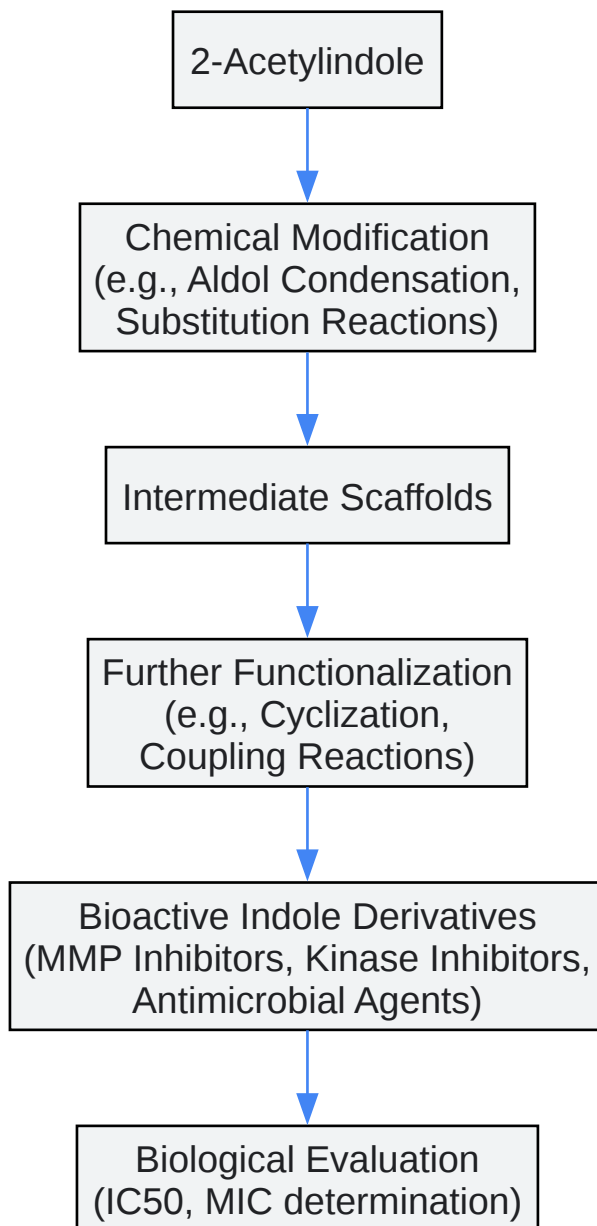 2-Acetylindole
Chemical Modification
(e.g., Aldol Condensation,
Substitution Reactions)
Intermediate Scaffolds
Further Functionalization
(e.g., Cyclization,
Coupling Reactions)
Bioactive Indole Derivatives
(MMP Inhibitors, Kinase Inhibitors,
Antimicrobial Agents)
Biological Evaluation
(IC50, MIC determination)